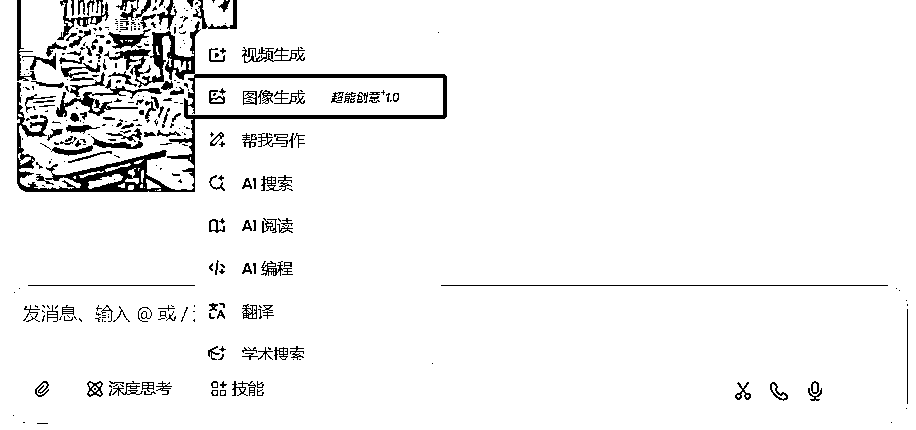 视频生成
图像生成 超能创意+1.0
帮我写作
AI 搜索
AI 阅读
AI 编程
发消息、输入 @ 或 /
翻译
学术搜索
深度思考
技能